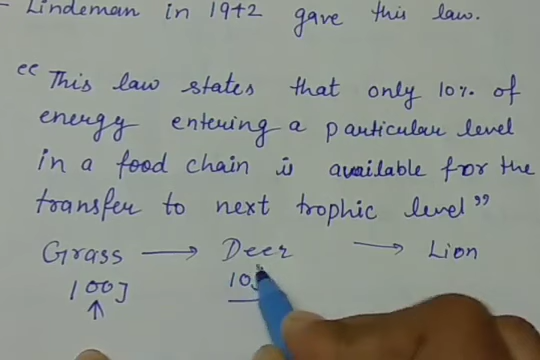 - Lindeman in 1942 gave this law.
"This law states that only 10% of
energy entering a particular level
in a food chain is available for the
transfer to next trophic level"
Grass → Deer → Lion
100J 10J